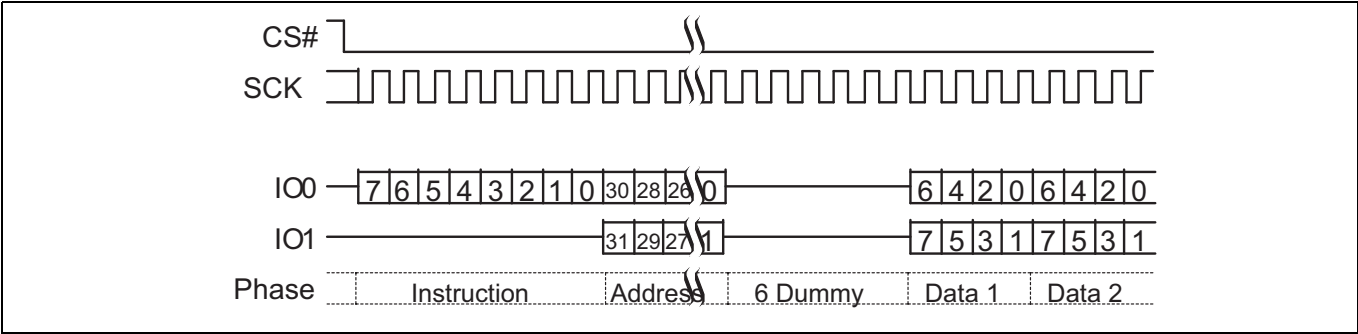 CS#
SCK
IO0 7 6 5 4 3 2 1 0 30 28 26 0 6 4 2 0 6 4 2 0
IO1 31 29 27 1 7 5 3 1 7 5 3 1
Phase Instruction Address 6 Dummy Data 1 Data 2